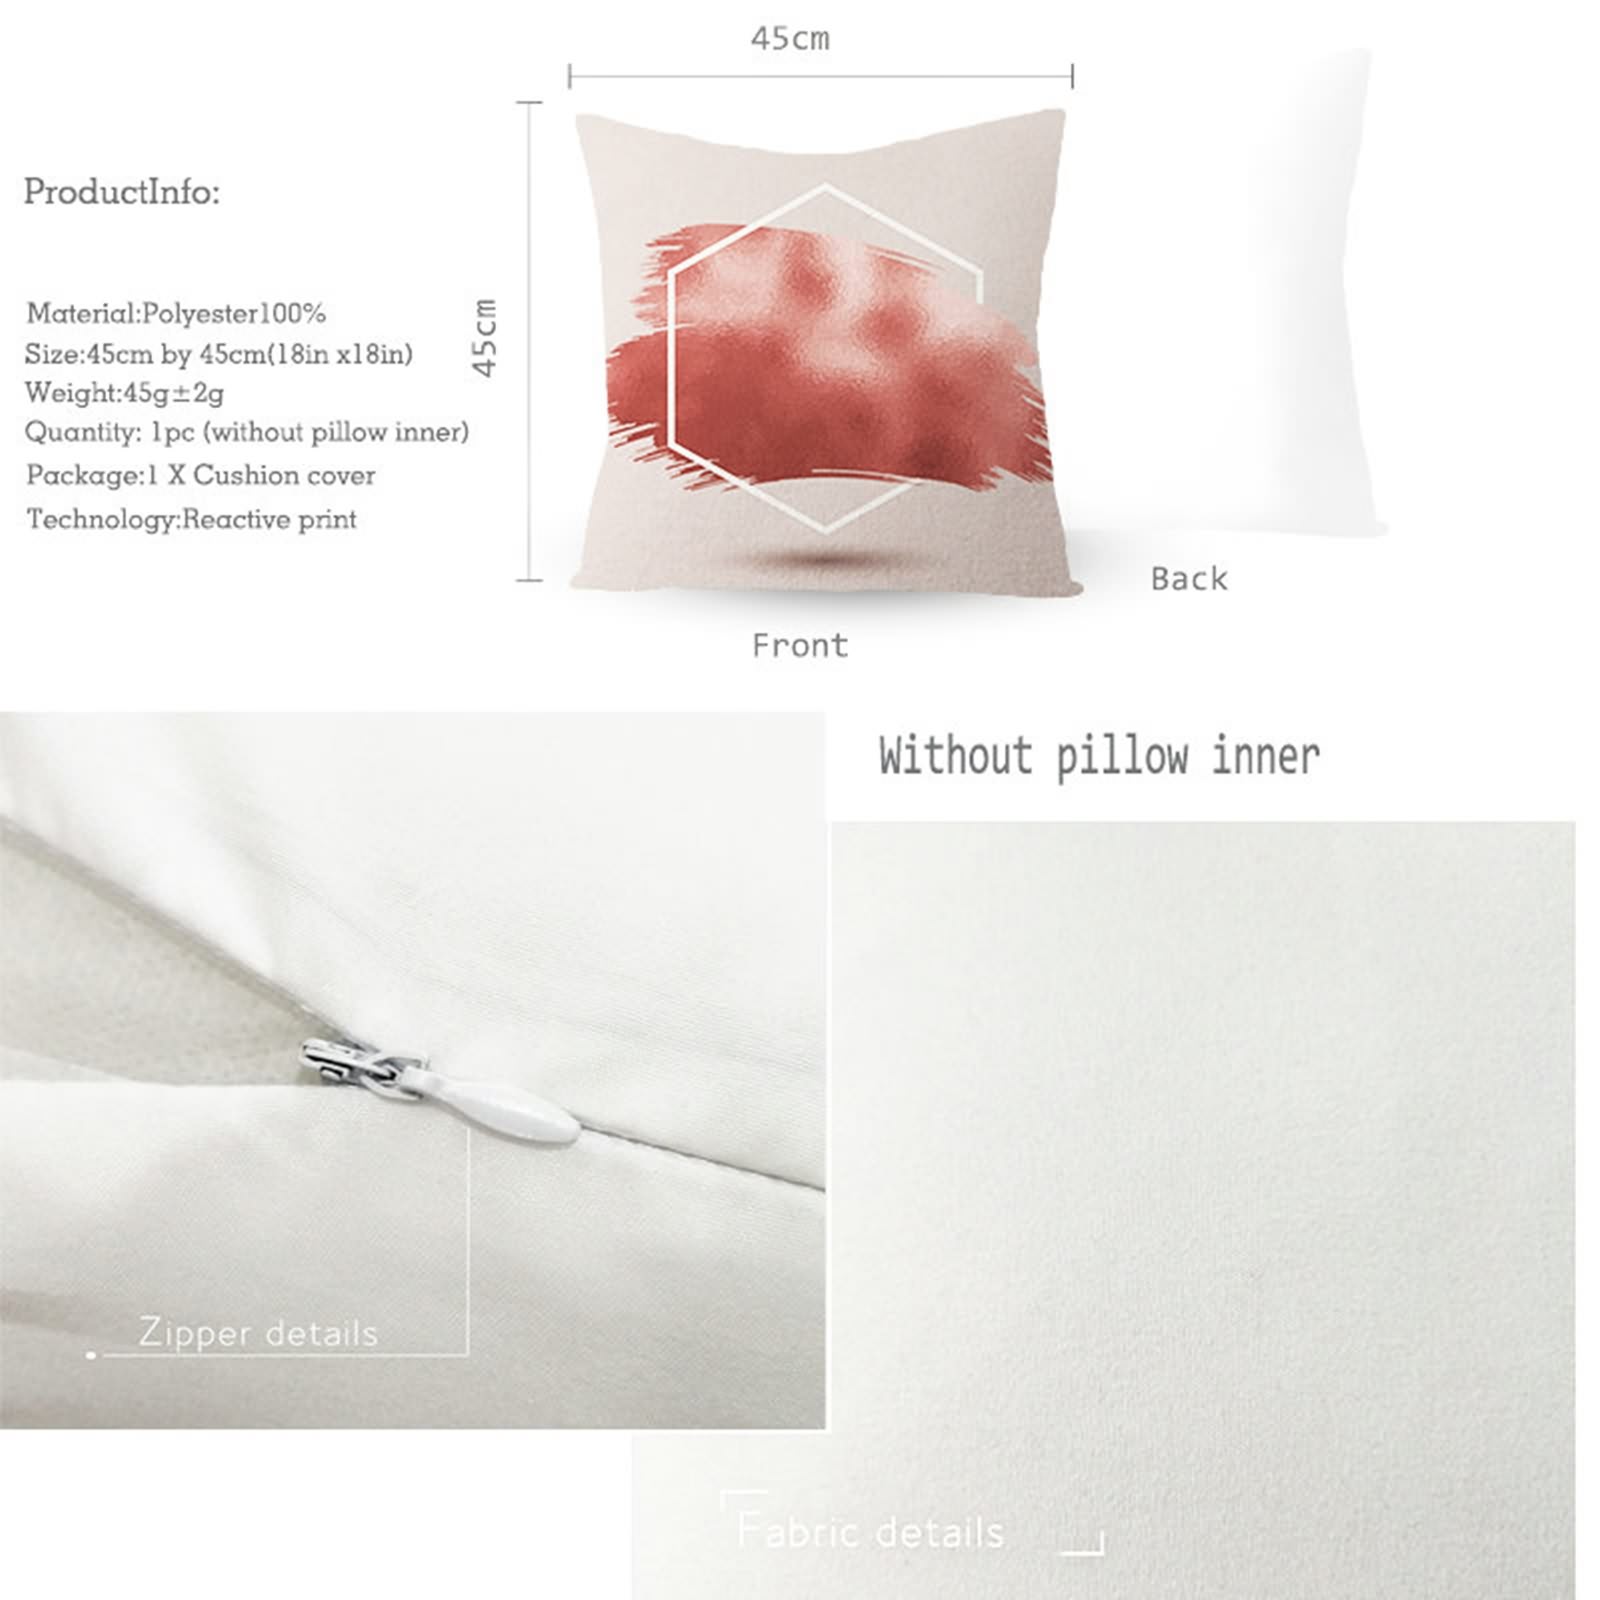 45cm
45cm
ProductInfo:
Material:Polyester100%
Size:45cm by 45cm(18in x18in)
Weight:45g±2g
Quantity: 1pc (without pillow inner)
Package:1 X Cushion cover
Technology:Reactive print
Back
Front
Without pillow inner
Zipper details
Fabric details